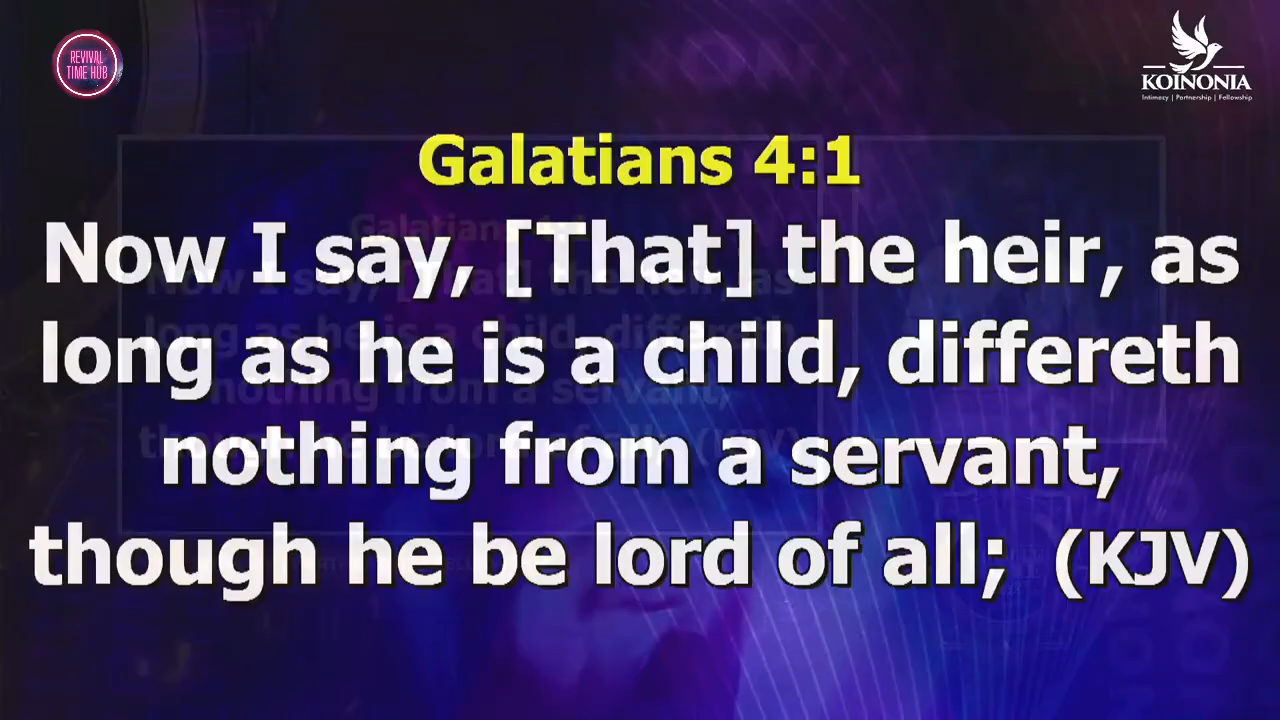 REVIVAL
TIME HUB
KOINONIA
Intimacy | Partnership | Fellowship
Galatians 4:1
Now I say, [That] the heir, as
long as he is a child, differeth
nothing from a servant,
though he be lord of all; (KJV)